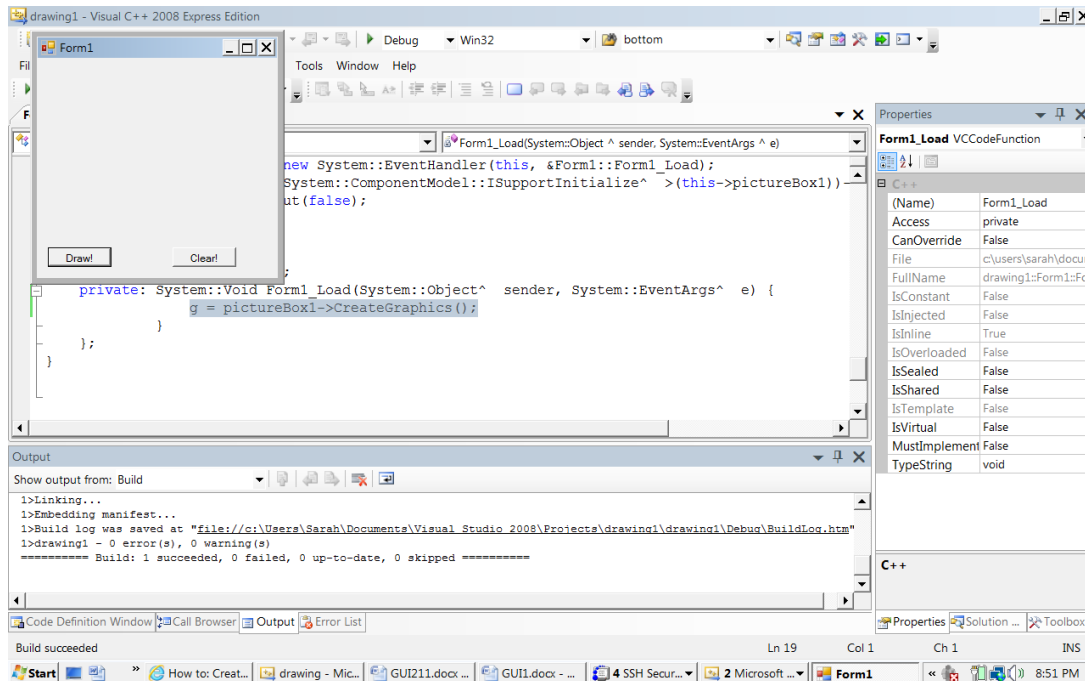 drawing1 - Visual C++ 2008 Express Edition
Form1
Debug
Win32
bottom
Fil
Tools Window Help
F
Form1_Load(System::Object ^ sender, System::EventArgs ^ e)
new System::EventHandler(this, &Form1::Form1_Load);
System::ComponentModel::ISupportInitialize^ >(this->pictureBox1))-
ut(false);
Draw!
Clear!
;
private: System::Void Form1_Load(System::Object^ sender, System::EventArgs^ e) {
g = pictureBox1->CreateGraphics();
}
};
}
Properties
Form1_Load VCCodeFunction
C++
(Name) Form1_Load
Access private
CanOverride False
File c:\users\sarah\docu
FullName drawing1::Form1::Fo
IsConstant False
IsInjected False
IsInline True
IsOverloaded False
IsSealed False
IsShared False
IsTemplate False
IsVirtual False
MustImplement False
TypeString void
C++
Output
Show output from: Build
1>Linking...
1>Embedding manifest...
1>Build log was saved at "file://c:\Users\Sarah\Documents\Visual Studio 2008\Projects\drawing1\drawing1\Debug\BuildLog.htm"
1>drawing1 - 0 error(s), 0 warning(s)
========== Build: 1 succeeded, 0 failed, 0 up-to-date, 0 skipped ==========
Code Definition Window Call Browser Output Error List
Properties Solution ... Toolbox
Build succeeded Ln 19 Col 1 Ch 1 INS
Start » How to: Creat... drawing - Mic... GUI211.docx ... GUI1.docx - ... 4 SSH Secur... 2 Microsoft ... Form1 « 8:51 PM